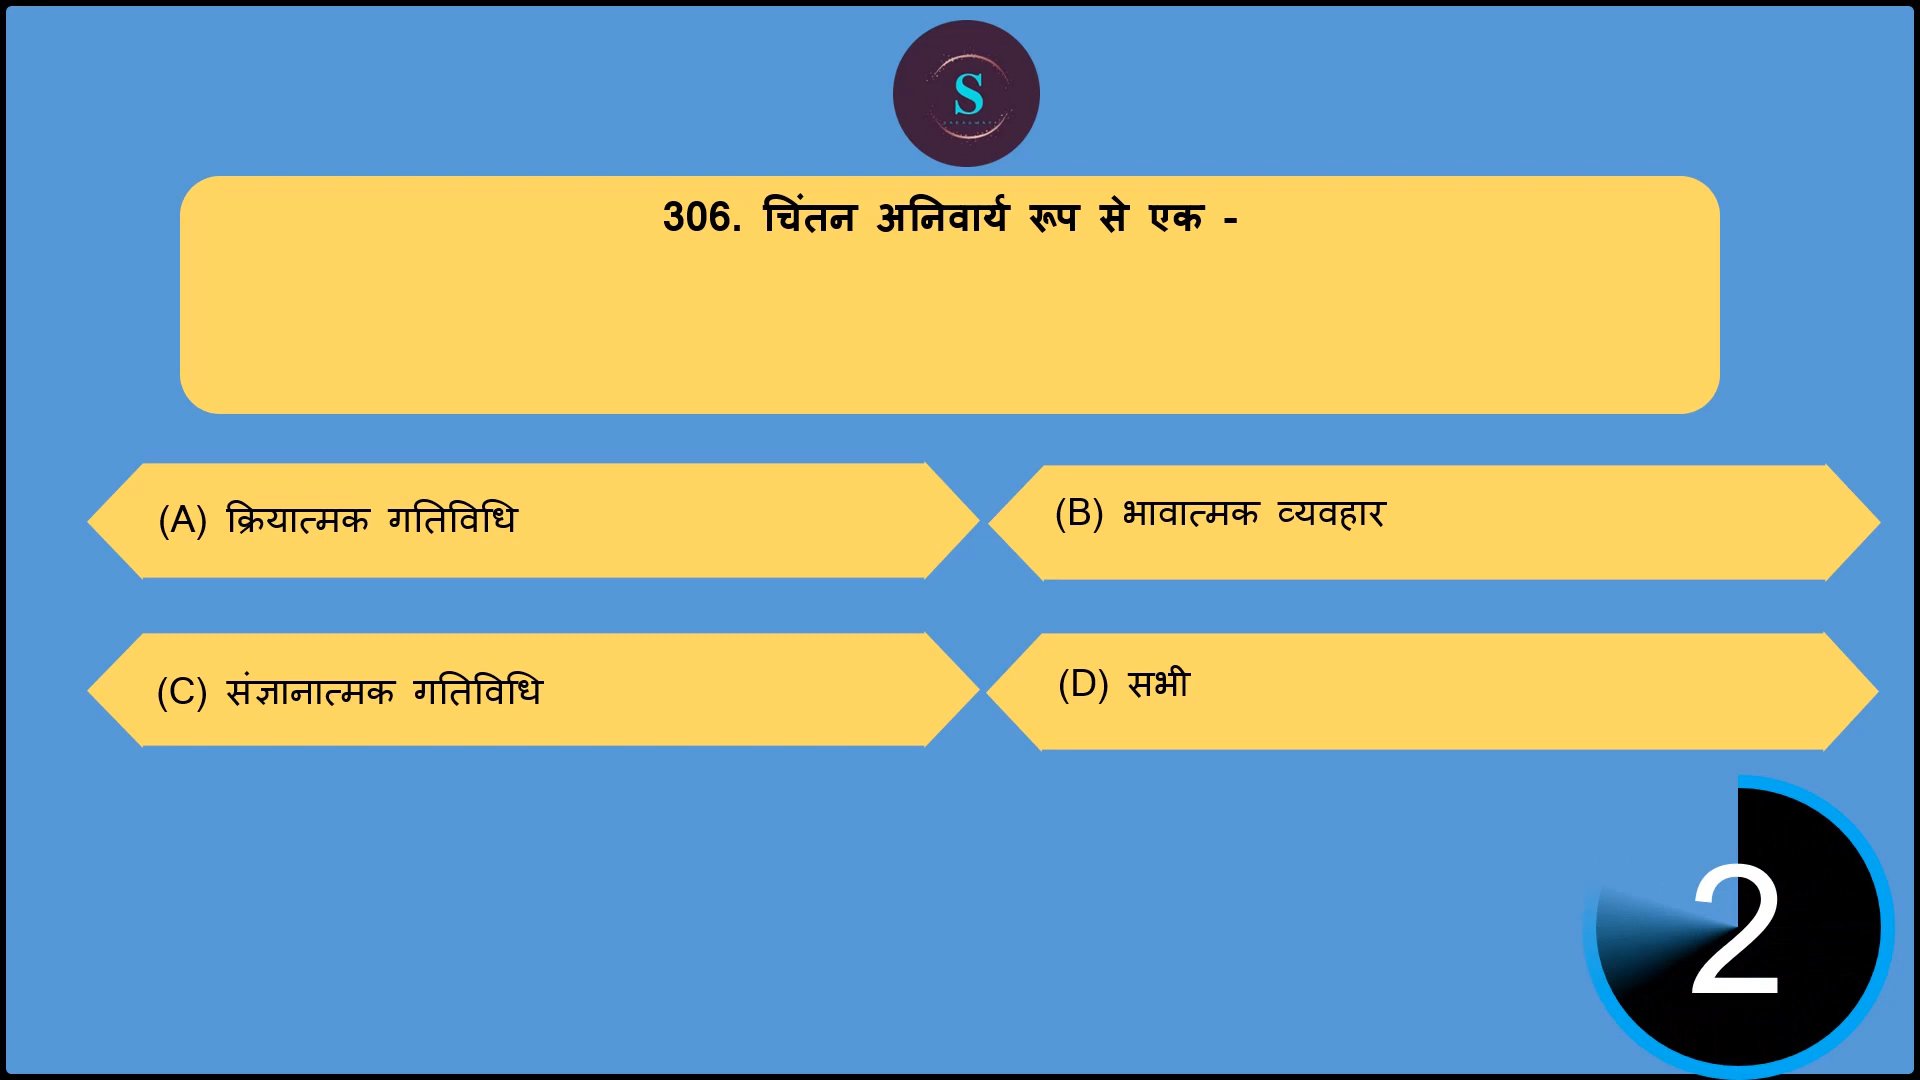 S
306. चिंतन अनिवार्य रूप से एक -
(A) क्रियात्मक गतिविधि
(B) भावात्मक व्यवहार
(C) संज्ञानात्मक गतिविधि
(D) सभी
2